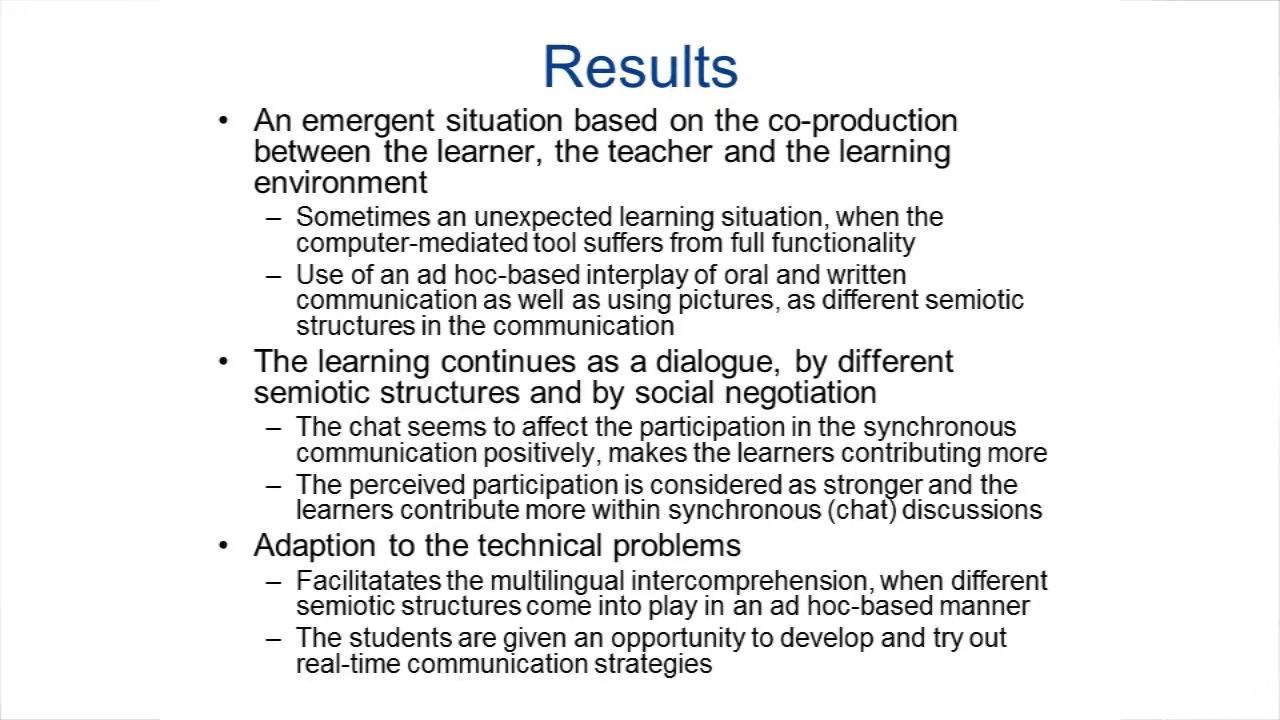 Results
• An emergent situation based on the co-production
between the learner, the teacher and the learning
environment
– Sometimes an unexpected learning situation, when the
computer-mediated tool suffers from full functionality
– Use of an ad hoc-based interplay of oral and written
communication as well as using pictures, as different semiotic
structures in the communication
• The learning continues as a dialogue, by different
semiotic structures and by social negotiation
– The chat seems to affect the participation in the synchronous
communication positively, makes the learners contributing more
– The perceived participation is considered as stronger and the
learners contribute more within synchronous (chat) discussions
• Adaption to the technical problems
– Facilitatates the multilingual intercomprehension, when different
semiotic structures come into play in an ad hoc-based manner
– The students are given an opportunity to develop and try out
real-time communication strategies